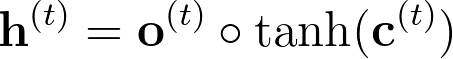 𝐡⁽ᵗ⁾ = 𝐨⁽ᵗ⁾ ∘ tanh(𝐜⁽ᵗ⁾)